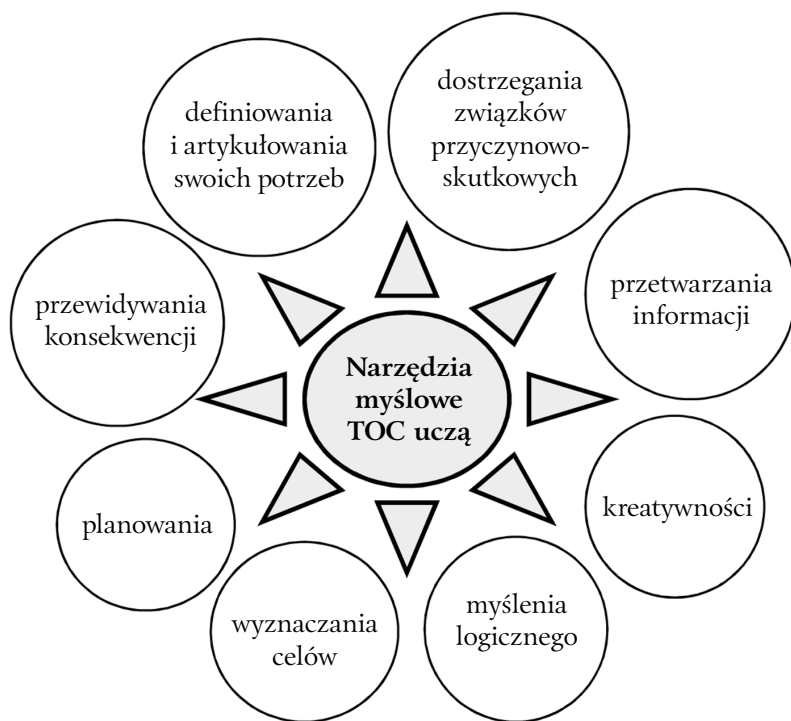 Narzędzia
myślowe
TOC uczą
dostrzegania
związków
przyczynowo-
skutkowych
przetwarzania
informacji
kreatywności
myślenia
logicznego
wyznaczania
celów
planowania
przewidywania
konsekwencji
definiowania
i artykułowania
swoich potrzeb